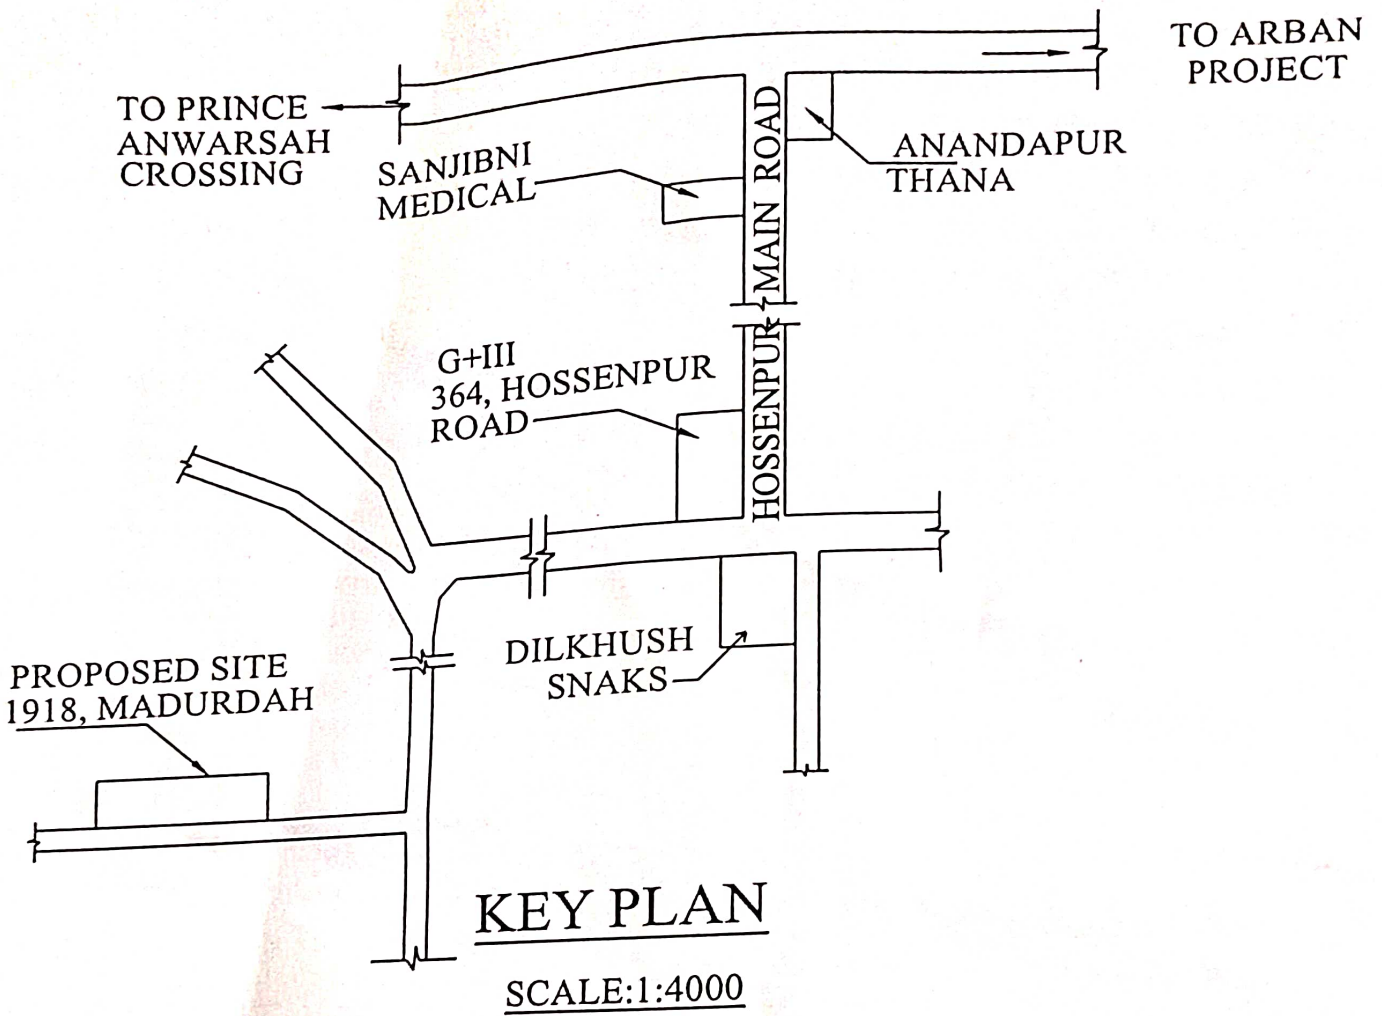 TO ARBAN
PROJECT
TO PRINCE
ANWARSAH
CROSSING
SANJIBNI
MEDICAL
ANANDAPUR
THANA
HOSSENPUR MAIN ROAD
G+III
364, HOSSENPUR
ROAD
DILKHUSH
SNAKS
PROPOSED SITE
1918, MADURDAH
KEY PLAN
SCALE:1:4000